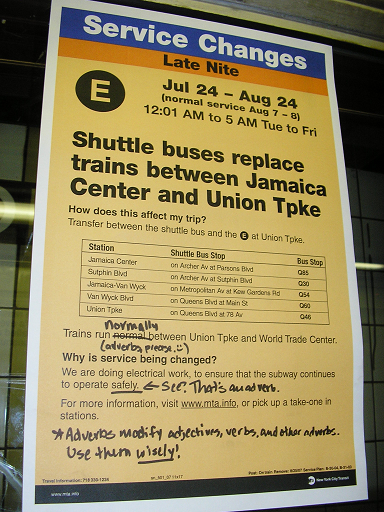 Service Changes
Late Nite
E
Jul 24 – Aug 24
(normal service Aug 7 – 8)
12:01 AM to 5 AM Tue to Fri
Shuttle buses replace
trains between Jamaica
Center and Union Tpke
How does this affect my trip?
Transfer between the shuttle bus and the E at Union Tpke.
Station Shuttle Bus Stop Bus Stop
Jamaica Center on Archer Av at Parsons Blvd Q85
Sutphin Blvd on Archer Av at Sutphin Blvd Q30
Jamaica-Van Wyck on Metropolitan Av at Kew Gardens Rd Q54
Van Wyck Blvd on Queens Blvd at Main St Q60
Union Tpke on Queens Blvd at 78 Av Q46
normally
Trains run normal between Union Tpke and World Trade Center.
(adverbs please. :))
Why is service being changed?
We are doing electrical work, to ensure that the subway continues
to operate safely. ← See? That's an adverb.
For more information, visit www.mta.info, or pick up a take-one in
stations.
* Adverbs modify adjectives, verbs, and other adverbs.
Use them wisely!
Travel Information: 718 330-1234
www.mta.info
New York City Transit